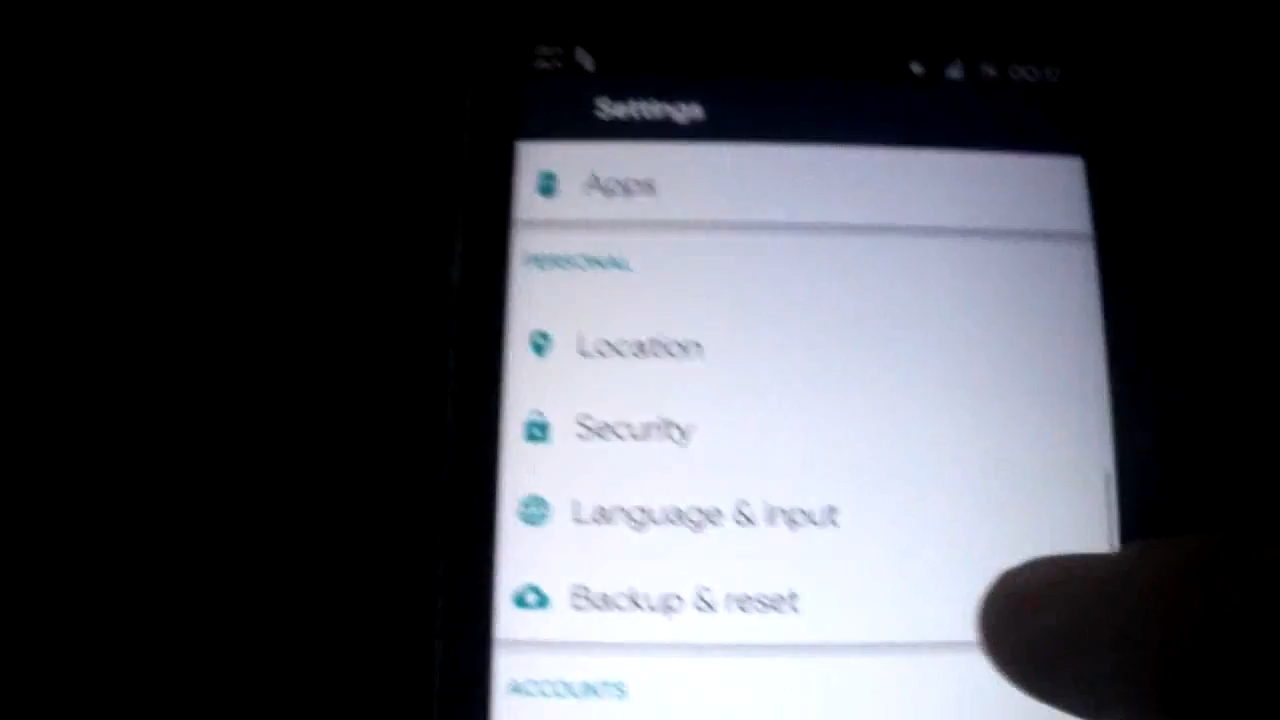 Settings
Apps
PERSONAL
Location
Security
Language & input
Backup & reset
ACCOUNTS